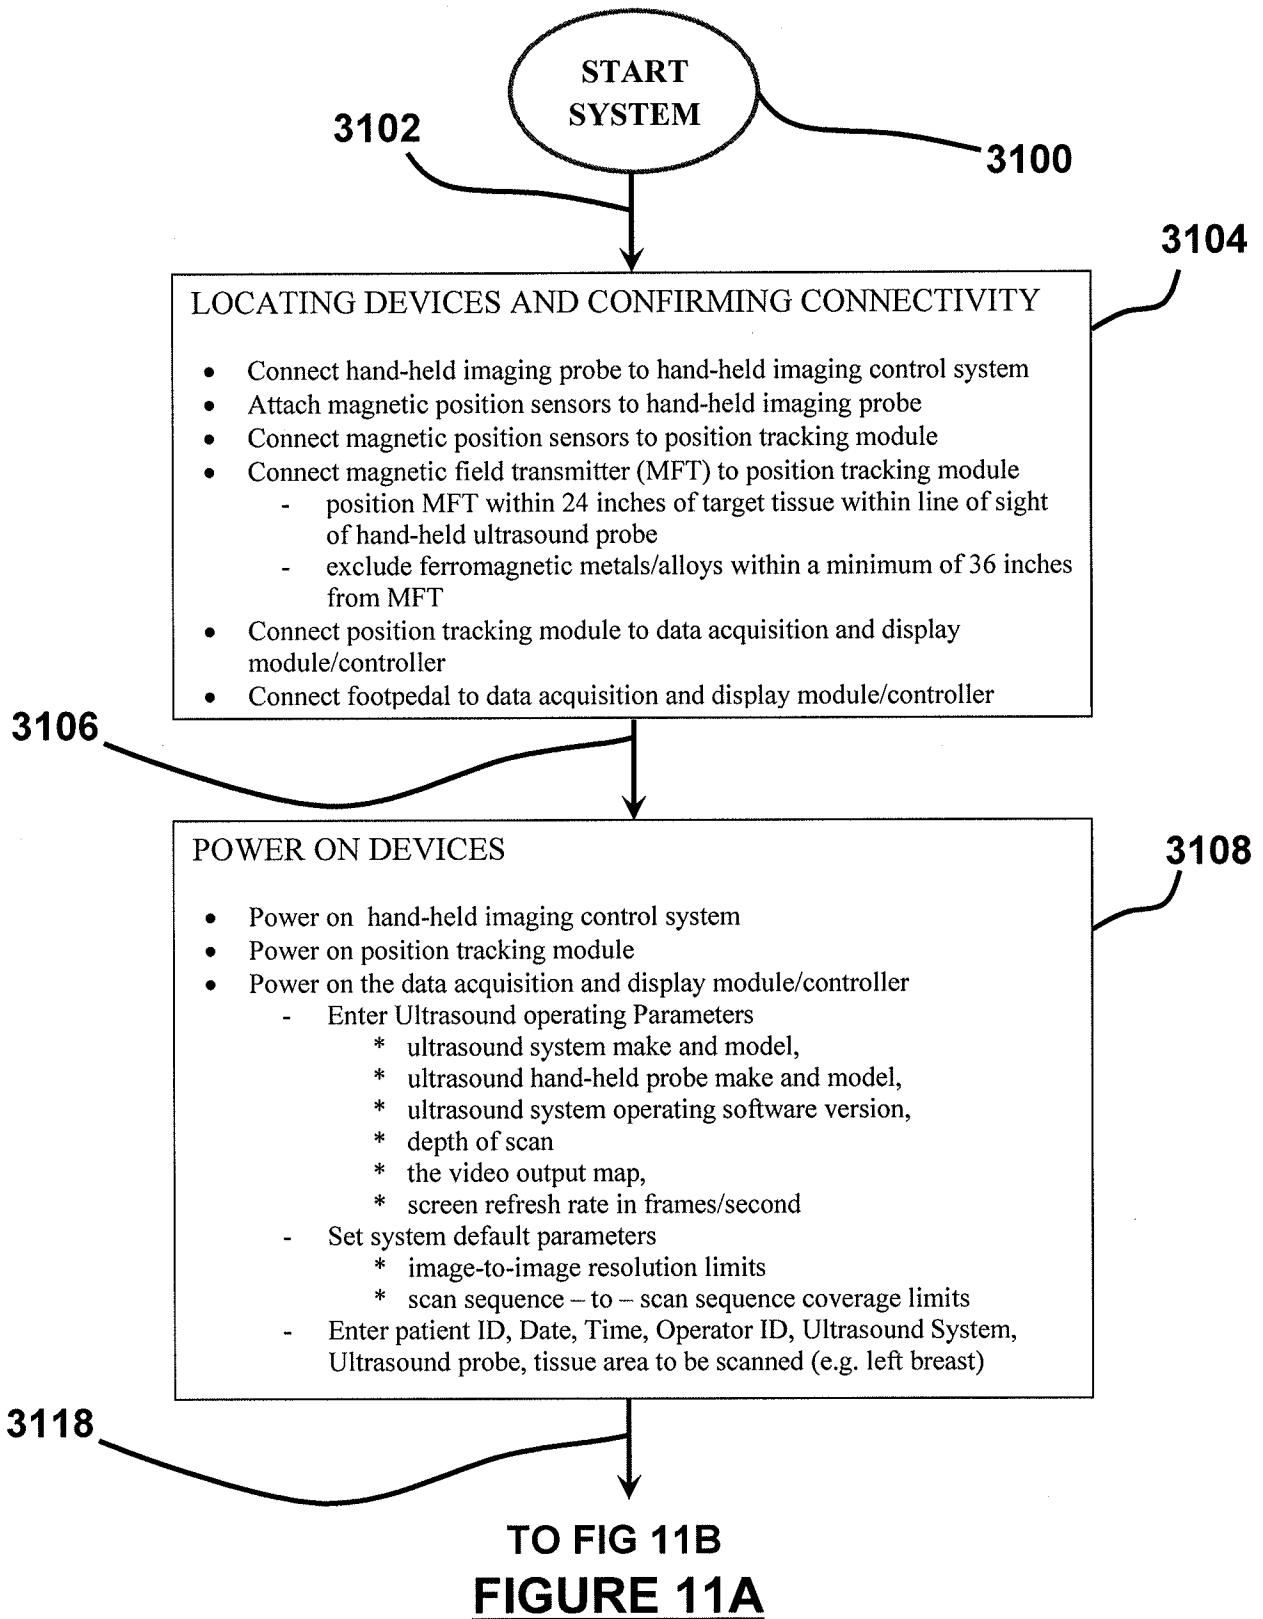 START
SYSTEM
3102
3100
3104
LOCATING DEVICES AND CONFIRMING CONNECTIVITY
• Connect hand-held imaging probe to hand-held imaging control system
• Attach magnetic position sensors to hand-held imaging probe
• Connect magnetic position sensors to position tracking module
• Connect magnetic field transmitter (MFT) to position tracking module
- position MFT within 24 inches of target tissue within line of sight
of hand-held ultrasound probe
- exclude ferromagnetic metals/alloys within a minimum of 36 inches
from MFT
• Connect position tracking module to data acquisition and display
module/controller
• Connect footpedal to data acquisition and display module/controller
3106
POWER ON DEVICES
3108
• Power on hand-held imaging control system
• Power on position tracking module
• Power on the data acquisition and display module/controller
- Enter Ultrasound operating Parameters
* ultrasound system make and model,
* ultrasound hand-held probe make and model,
* ultrasound system operating software version,
* depth of scan
* the video output map,
* screen refresh rate in frames/second
- Set system default parameters
* image-to-image resolution limits
* scan sequence – to – scan sequence coverage limits
- Enter patient ID, Date, Time, Operator ID, Ultrasound System,
Ultrasound probe, tissue area to be scanned (e.g. left breast)
3118
TO FIG 11B
FIGURE 11A